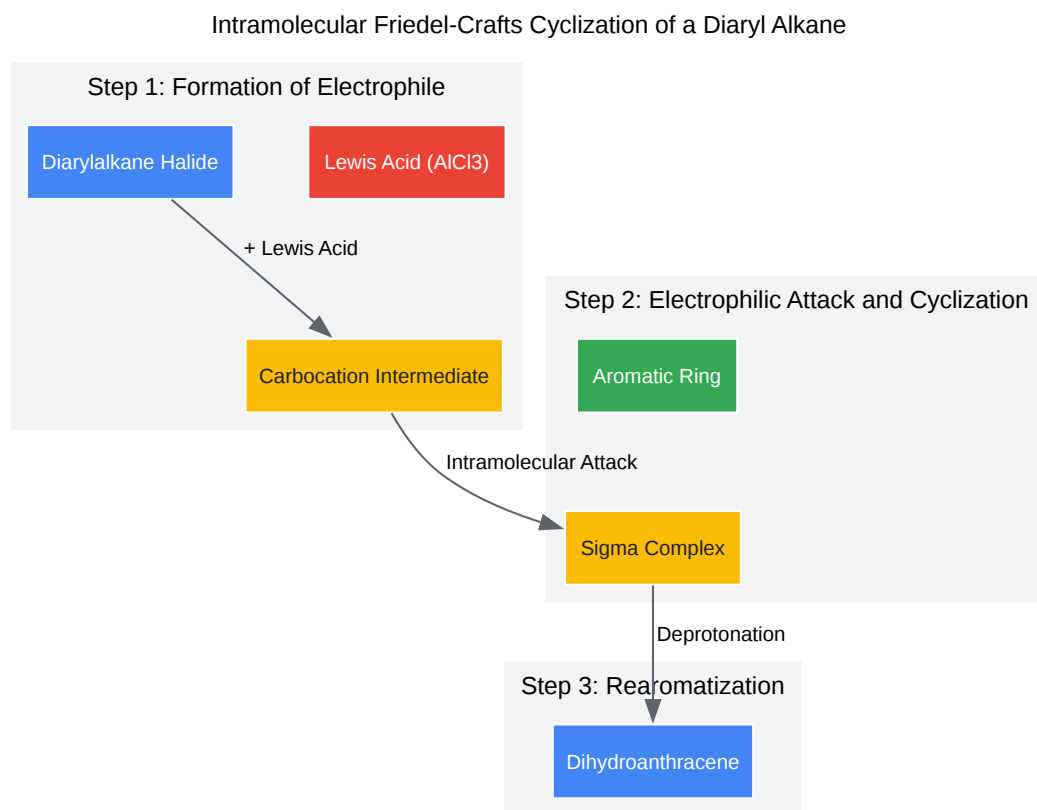 Intramolecular Friedel-Crafts Cyclization of a Diaryl Alkane
Step 1: Formation of Electrophile
Diarylalkane Halide
Lewis Acid (AlCl3)
+ Lewis Acid
Carbocation Intermediate
Step 2: Electrophilic Attack and Cyclization
Aromatic Ring
Intramolecular Attack
Sigma Complex
Deprotonation
Step 3: Rearomatization
Dihydroanthracene